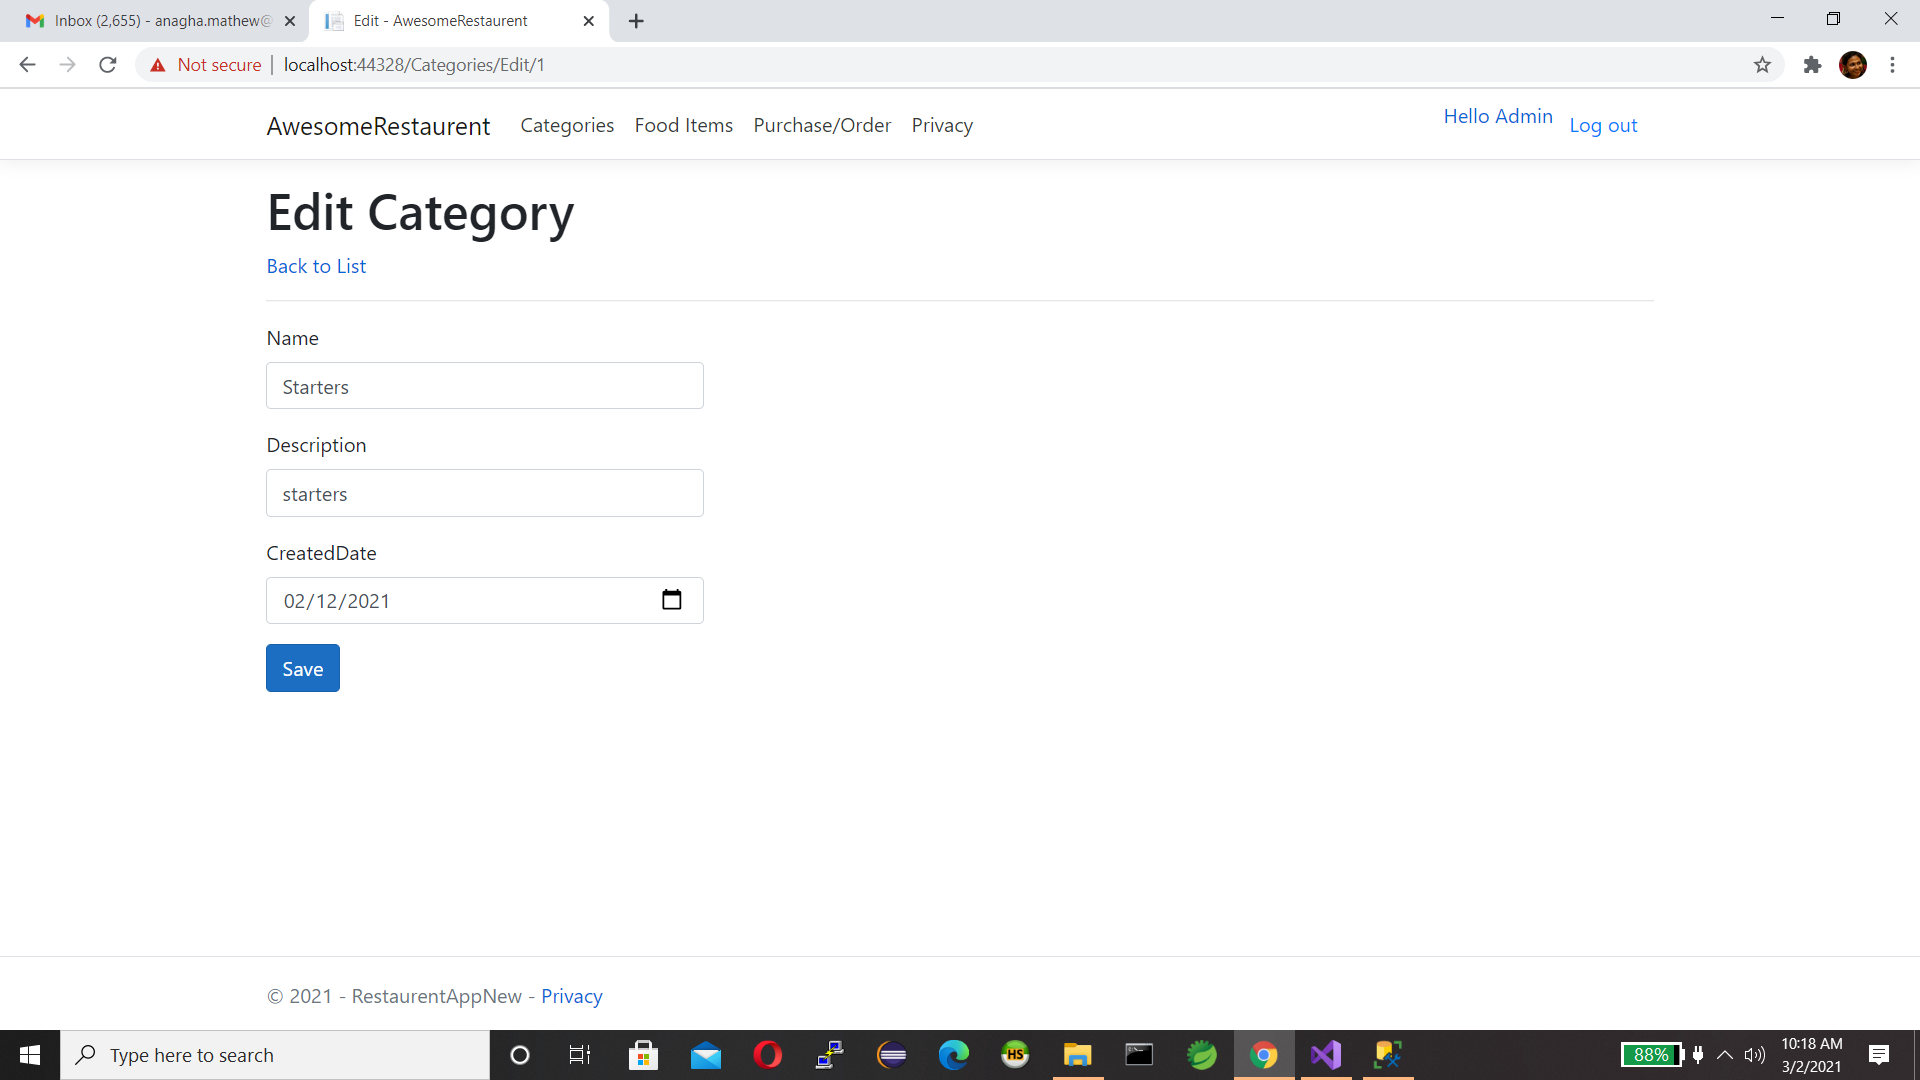 Inbox (2,655) - anagha.mathew@
Edit - AwesomeRestaurent
Not secure | localhost:44328/Categories/Edit/1
AwesomeRestaurent Categories Food Items Purchase/Order Privacy Hello Admin Log out
Edit Category
Back to List
Name
Starters
Description
starters
CreatedDate
02/12/2021
Save
© 2021 - RestaurentAppNew - Privacy
Type here to search
HS
88%
10:18 AM
3/2/2021